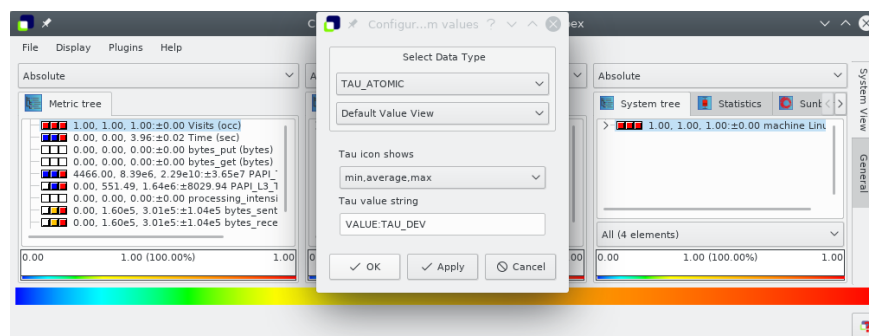 C
Configur...m values
ex
File Display Plugins Help
Select Data Type
Absolute
A
TAU_ATOMIC
Absolute
Default Value View
Metric tree
System tree
Statistics
Sunb
System View
General
1.00, 1.00, 1.00:±0.00 Visits (occ)
0.00, 0.00, 3.96:±0.02 Time (sec)
0.00, 0.00, 0.00:±0.00 bytes_put (bytes)
0.00, 0.00, 0.00:±0.00 bytes_get (bytes)
4466.00, 8.39e6, 2.29e10:±3.65e7 PAPI_
0.00, 551.49, 1.64e6:±8029.94 PAPI_L3_T
0.00, 0.00, 0.00:±0.00 processing_intensi
0.00, 1.60e5, 3.01e5:±1.04e5 bytes_sent
0.00, 1.60e5, 3.01e5:±1.04e5 bytes_rece
1.00, 1.00, 1.00:±0.00 machine Linu
Tau icon shows
min,average,max
Tau value string
VALUE:TAU_DEV
All (4 elements)
0.00 1.00 (100.00%) 1.00
0
00
0.00 1.00 (100.00%) 1.00
OK Apply Cancel